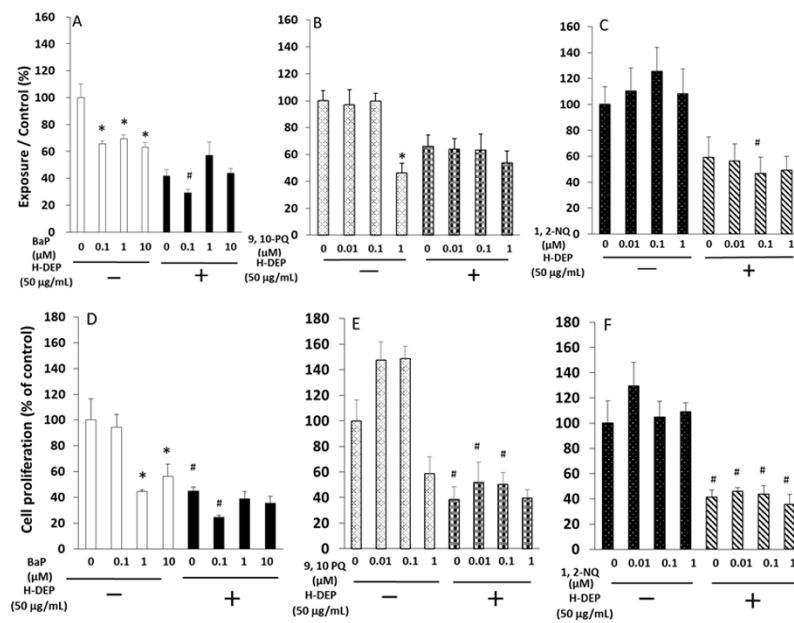 A
160
140
120
100
80
60
40
20
0
Exposure / Control (%)
* * *
#
BaP
(μM)
0 0.1 1 10 0 0.1 1 10
H-DEP
(50 μg/mL)
— +
B
160
140
120
100
80
60
40
20
0
*
9, 10-PQ
(μM)
0 0.01 0.1 1 0 0.01 0.1 1
H-DEP
— +
C
160
140
120
100
80
60
40
20
0
#
1, 2-NQ
(μM)
0 0.01 0.1 1 0 0.01 0.1 1
H-DEP
(50 μg/mL)
— +
D
180
160
140
120
100
80
60
40
20
0
Cell proliferation (% of control)
* * # #
BaP
(μM)
0 0.1 1 10 0 0.1 1 10
H-DEP
(50 μg/mL)
— +
E
180
160
140
120
100
80
60
40
20
0
# # #
9, 10 PQ
(μM)
0 0.01 0.1 1 0 0.01 0.1 1
H-DEP
(50 μg/mL)
— +
F
180
160
140
120
100
80
60
40
20
0
# # # #
1, 2-NQ
(μM)
0 0.01 0.1 1 0 0.01 0.1 1
H-DEP
(50 μg/mL)
— +